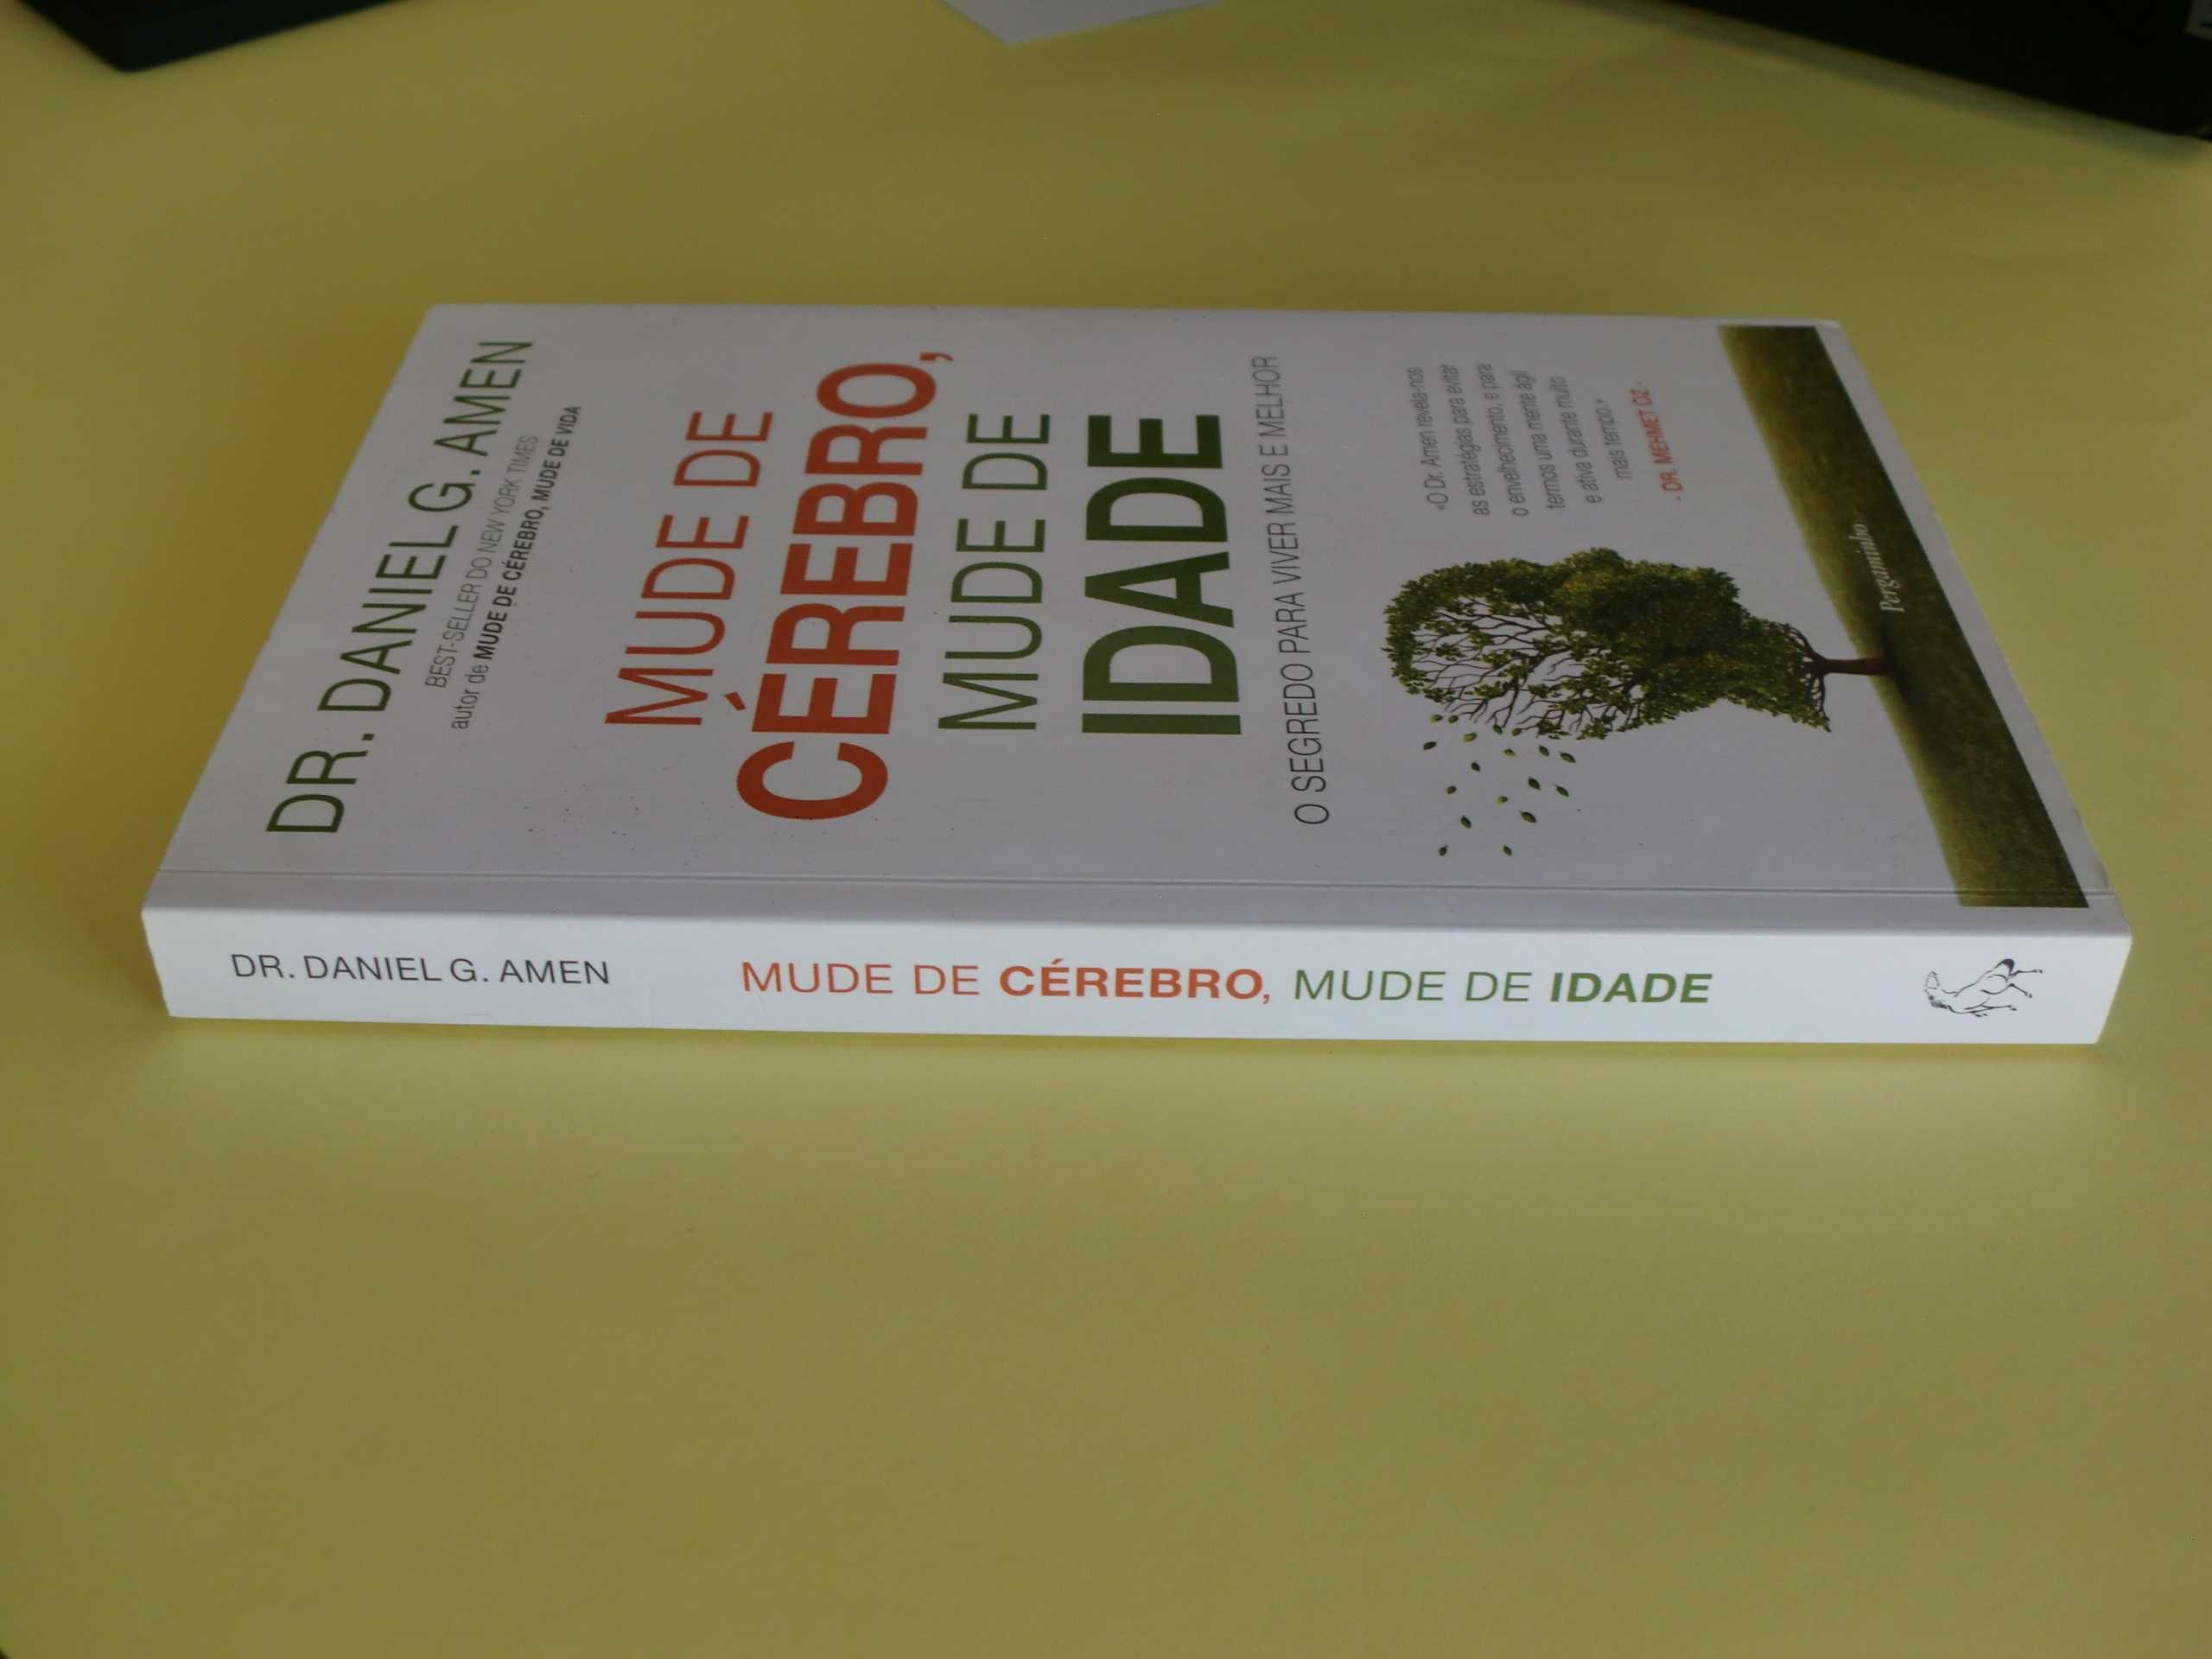 DR. DANIEL G. AMEN
BEST-SELLER DO NEW YORK TIMES
autor de MUDE DE CÉREBRO, MUDE DE VIDA
MUDE DE
CÉREBRO,
MUDE DE
IDADE
O SEGREDO PARA VIVER MAIS E MELHOR
«O Dr. Amen revela-nos
as estratégias para evitar
o envelhecimento, e para
termos uma mente ágil
e ativa durante muito
mais tempo.»
- DR. MEHMET OZ -
Pergaminho
DR. DANIEL G. AMEN MUDE DE CÉREBRO, MUDE DE IDADE